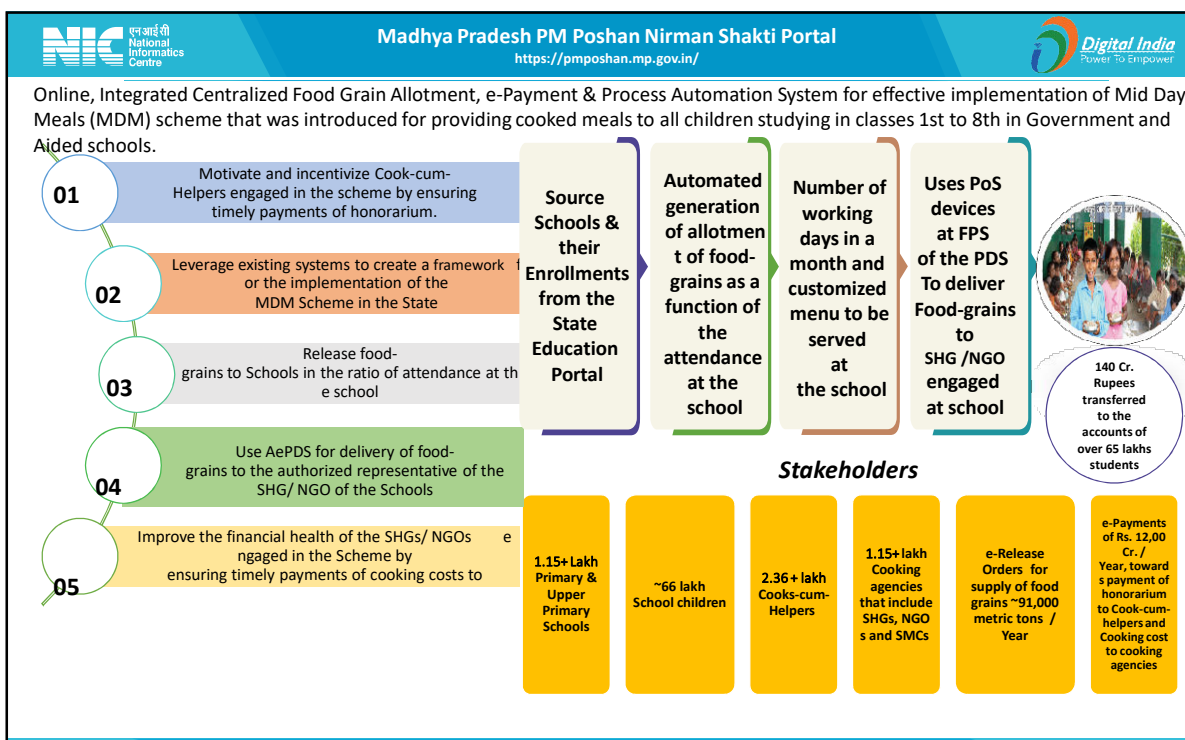 NIC
एन आई सी
National
Informatics
Centre
Madhya Pradesh PM Poshan Nirman Shakti Portal
https://pmposhan.mp.gov.in/
Digital India
Power To Empower
Online, Integrated Centralized Food Grain Allotment, e-Payment & Process Automation System for effective implementation of Mid Day
Meals (MDM) scheme that was introduced for providing cooked meals to all children studying in classes 1st to 8th in Government and
Aided schools.
01
Motivate and incentivize Cook-cum-
Helpers engaged in the scheme by ensuring
timely payments of honorarium.
02
Leverage existing systems to create a framework f
or the implementation of the
MDM Scheme in the State
03
Release food-
grains to Schools in the ratio of attendance at th
e school
04
Use AePDS for delivery of food-
grains to the authorized representative of the
SHG/ NGO of the Schools
05
Improve the financial health of the SHGs/ NGOs e
ngaged in the Scheme by
ensuring timely payments of cooking costs to
Source
Schools &
their
Enrollments
from the
State
Education
Portal
Automated
generation
of allotmen
t of food-
grains as a
function of
the
attendance
at the
school
Number of
working
days in a
month and
customized
menu to be
served
at
the school
Uses PoS
devices
at FPS
of the PDS
To deliver
Food-grains
to
SHG /NGO
engaged
at school
140 Cr.
Rupees
transferred
to the
accounts of
over 65 lakhs
students
Stakeholders
1.15+ Lakh
Primary &
Upper
Primary
Schools
~66 lakh
School children
2.36 + lakh
Cooks-cum-
Helpers
1.15+ lakh
Cooking
agencies
that include
SHGs, NGO
s and SMCs
e-Release
Orders for
supply of food
grains ~91,000
metric tons /
Year
e-Payments
of Rs. 12,00
Cr. /
Year, toward
s payment of
honorarium
to Cook-cum-
helpers and
Cooking cost
to cooking
agencies